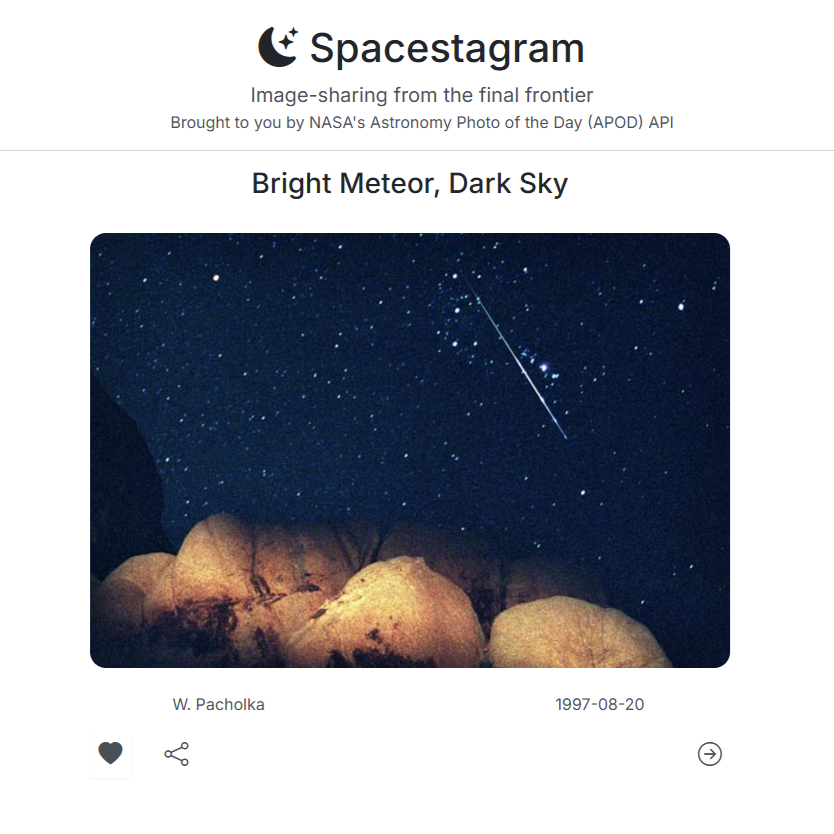 Spacestagram
Image-sharing from the final frontier
Brought to you by NASA's Astronomy Photo of the Day (APOD) API
Bright Meteor, Dark Sky
W. Pacholka
1997-08-20